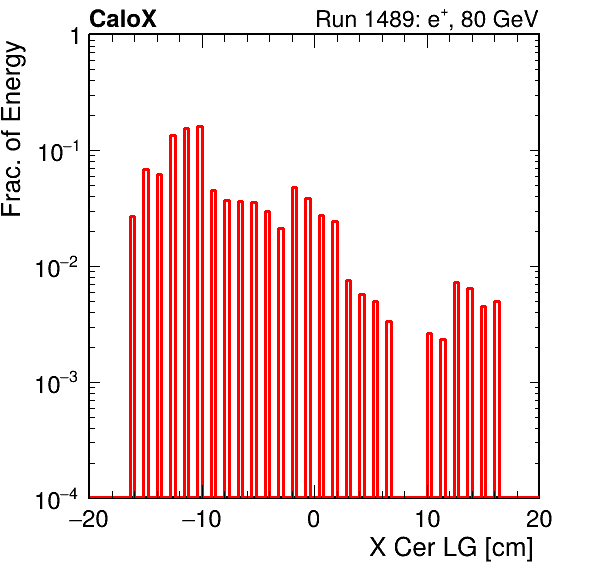 CaloX
Run 1489: e⁺, 80 GeV
Frac. of Energy
1
10⁻¹
10⁻²
10⁻³
10⁻⁴
−20
−10
0
10
20
X Cer LG [cm]